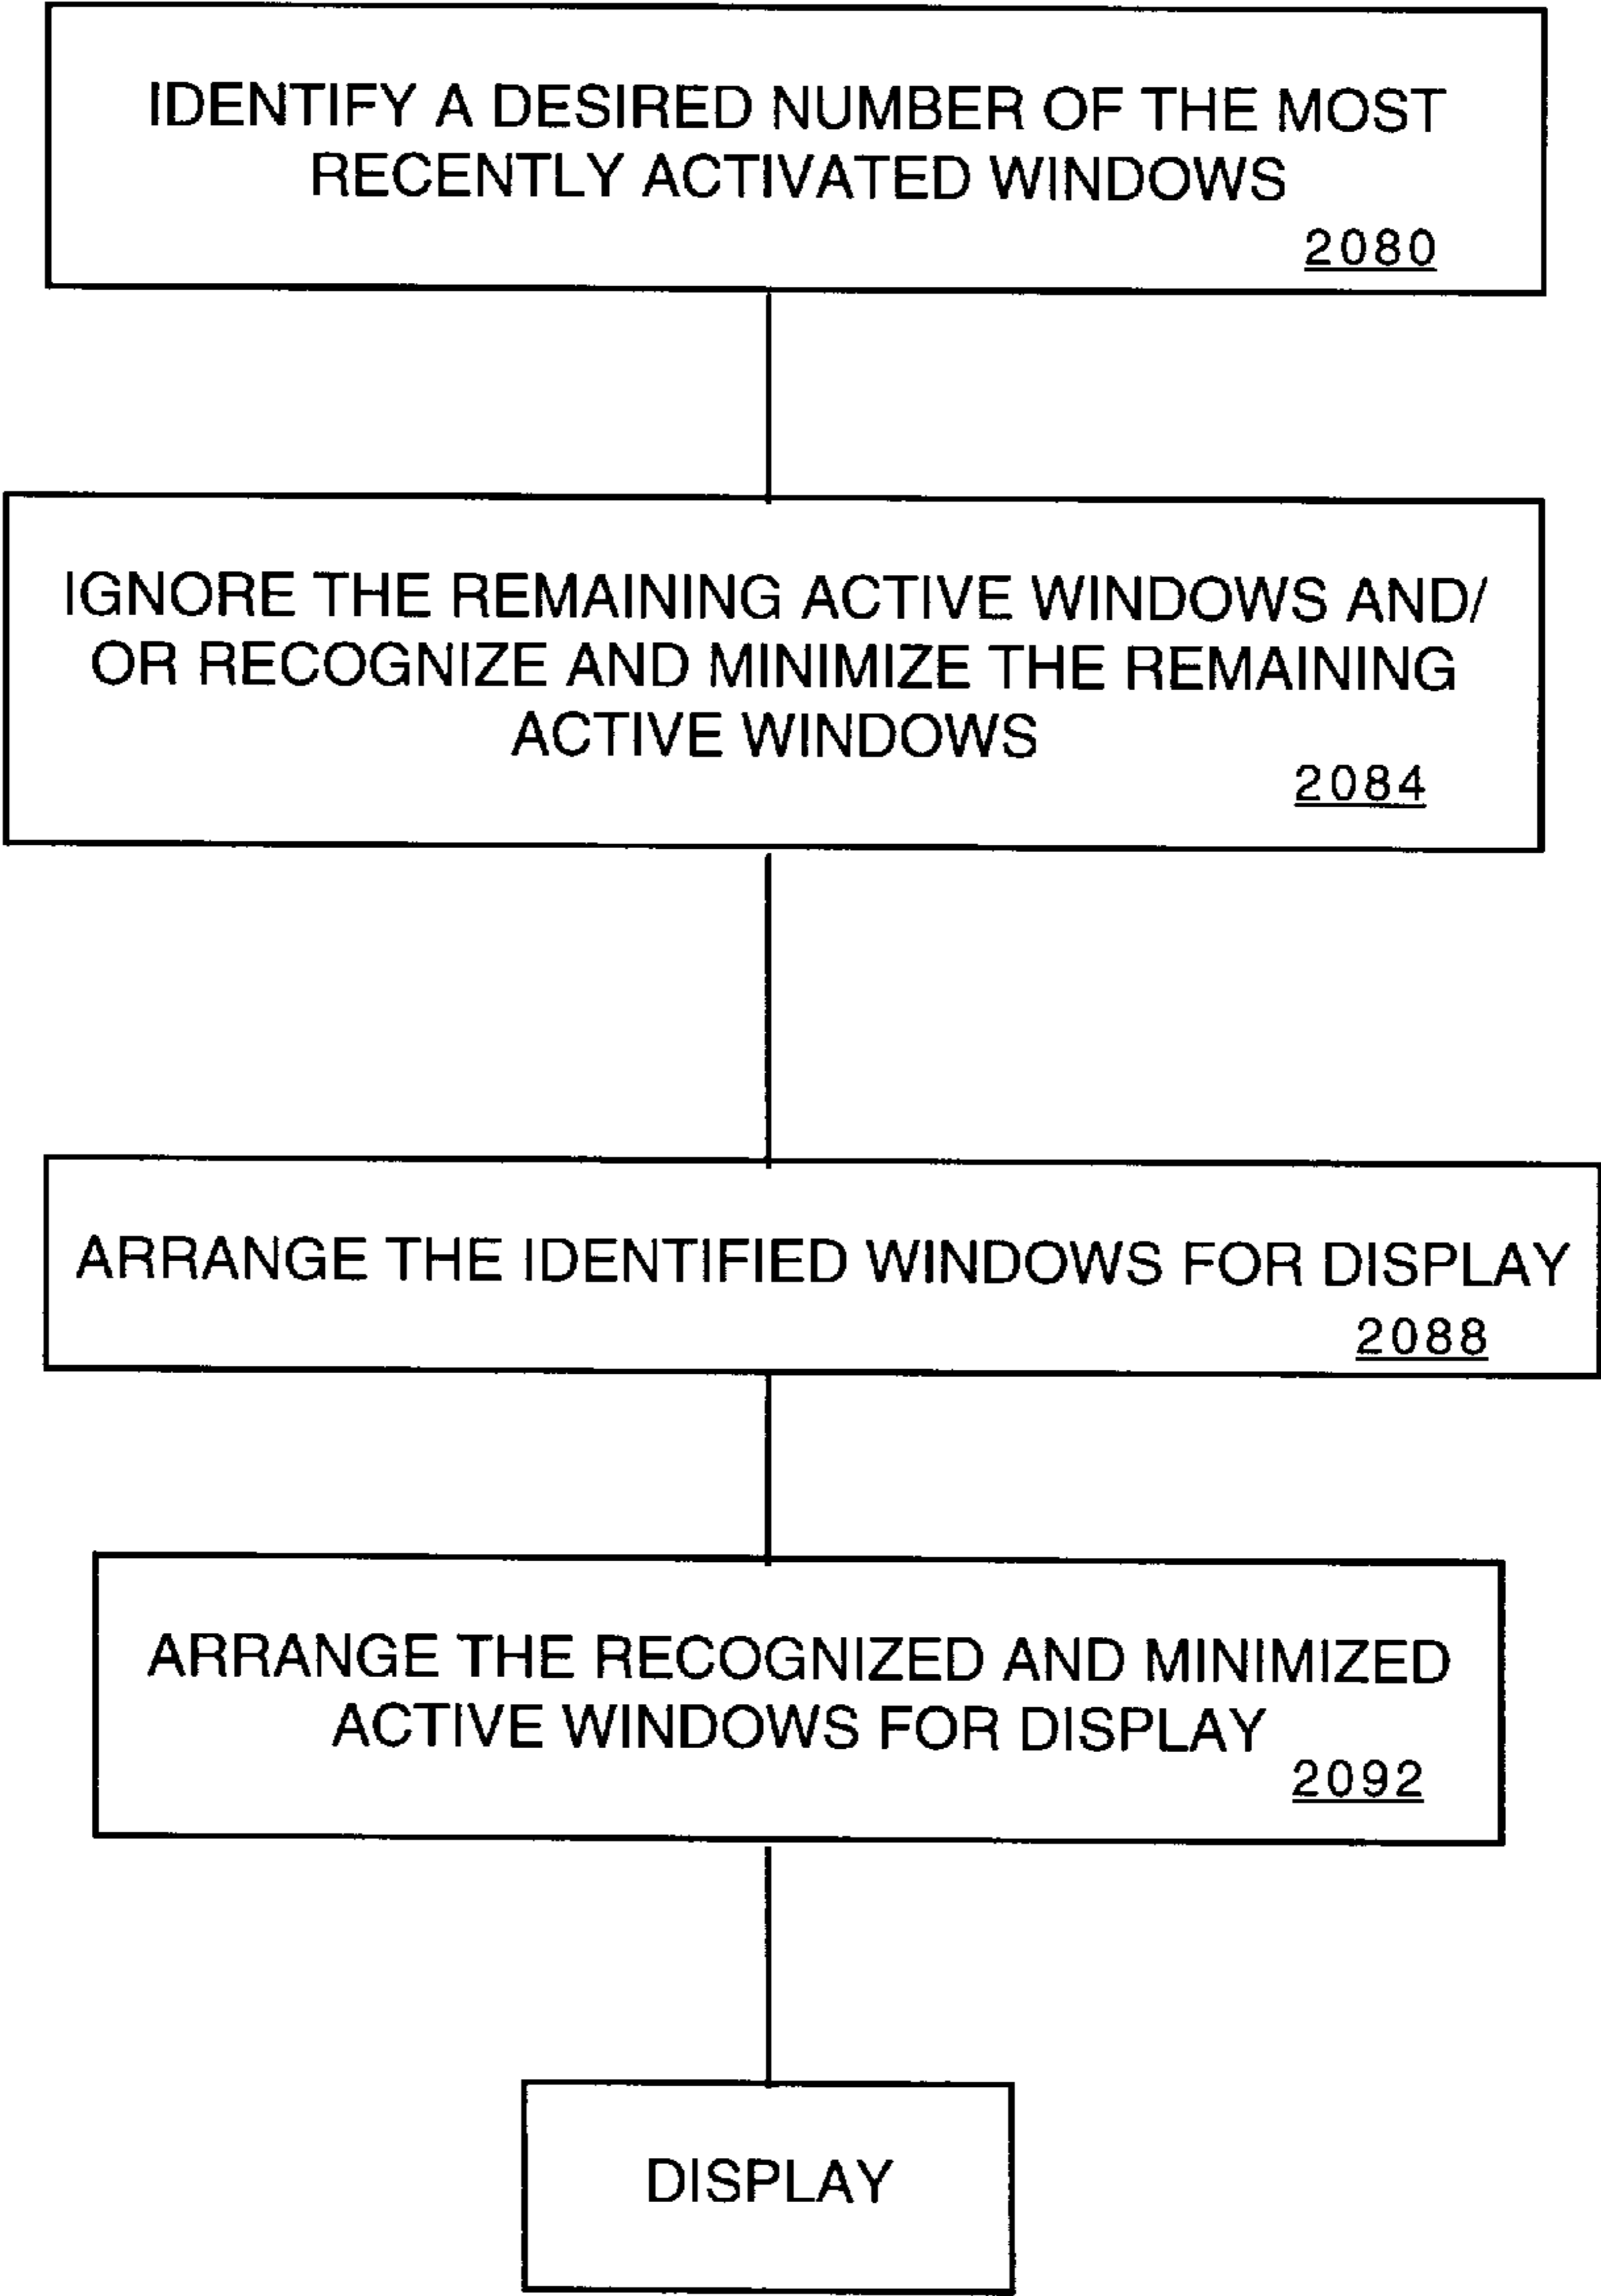 IDENTIFY A DESIRED NUMBER OF THE MOST
RECENTLY ACTIVATED WINDOWS
2080
IGNORE THE REMAINING ACTIVE WINDOWS AND/
OR RECOGNIZE AND MINIMIZE THE REMAINING
ACTIVE WINDOWS
2084
ARRANGE THE IDENTIFIED WINDOWS FOR DISPLAY
2088
ARRANGE THE RECOGNIZED AND MINIMIZED
ACTIVE WINDOWS FOR DISPLAY
2092
DISPLAY